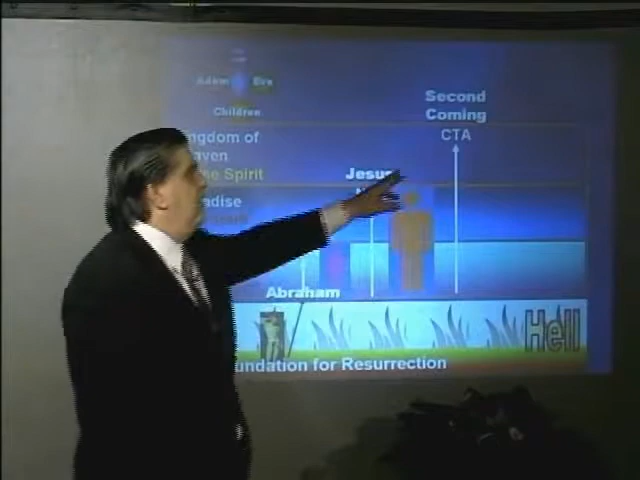 Adam Eve
Children
Second
Coming
CTA
ngdom of
aven
e Spirit
Jesus
adise
Abraham
Hell
undation for Resurrection